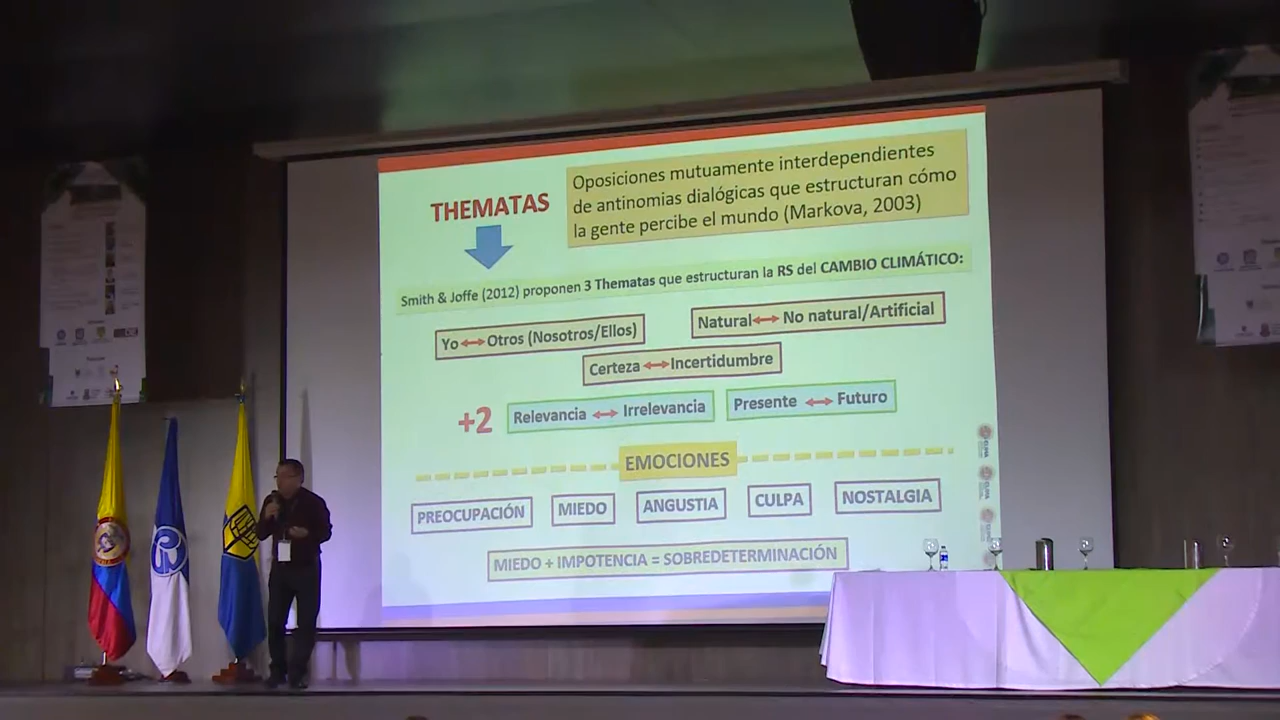 THEMATAS
Oposiciones mutuamente interdependientes
de antinomias dialógicas que estructuran cómo
la gente percibe el mundo (Markova, 2003)
Smith & Joffe (2012) proponen 3 Thematas que estructuran la RS del CAMBIO CLIMÁTICO:
Yo ↔ Otros (Nosotros/Ellos)
Natural ↔ No natural/Artificial
Certeza ↔ Incertidumbre
+2
Relevancia ↔ Irrelevancia
Presente ↔ Futuro
EMOCIONES
PREOCUPACIÓN
MIEDO
ANGUSTIA
CULPA
NOSTALGIA
MIEDO + IMPOTENCIA = SOBREDETERMINACIÓN